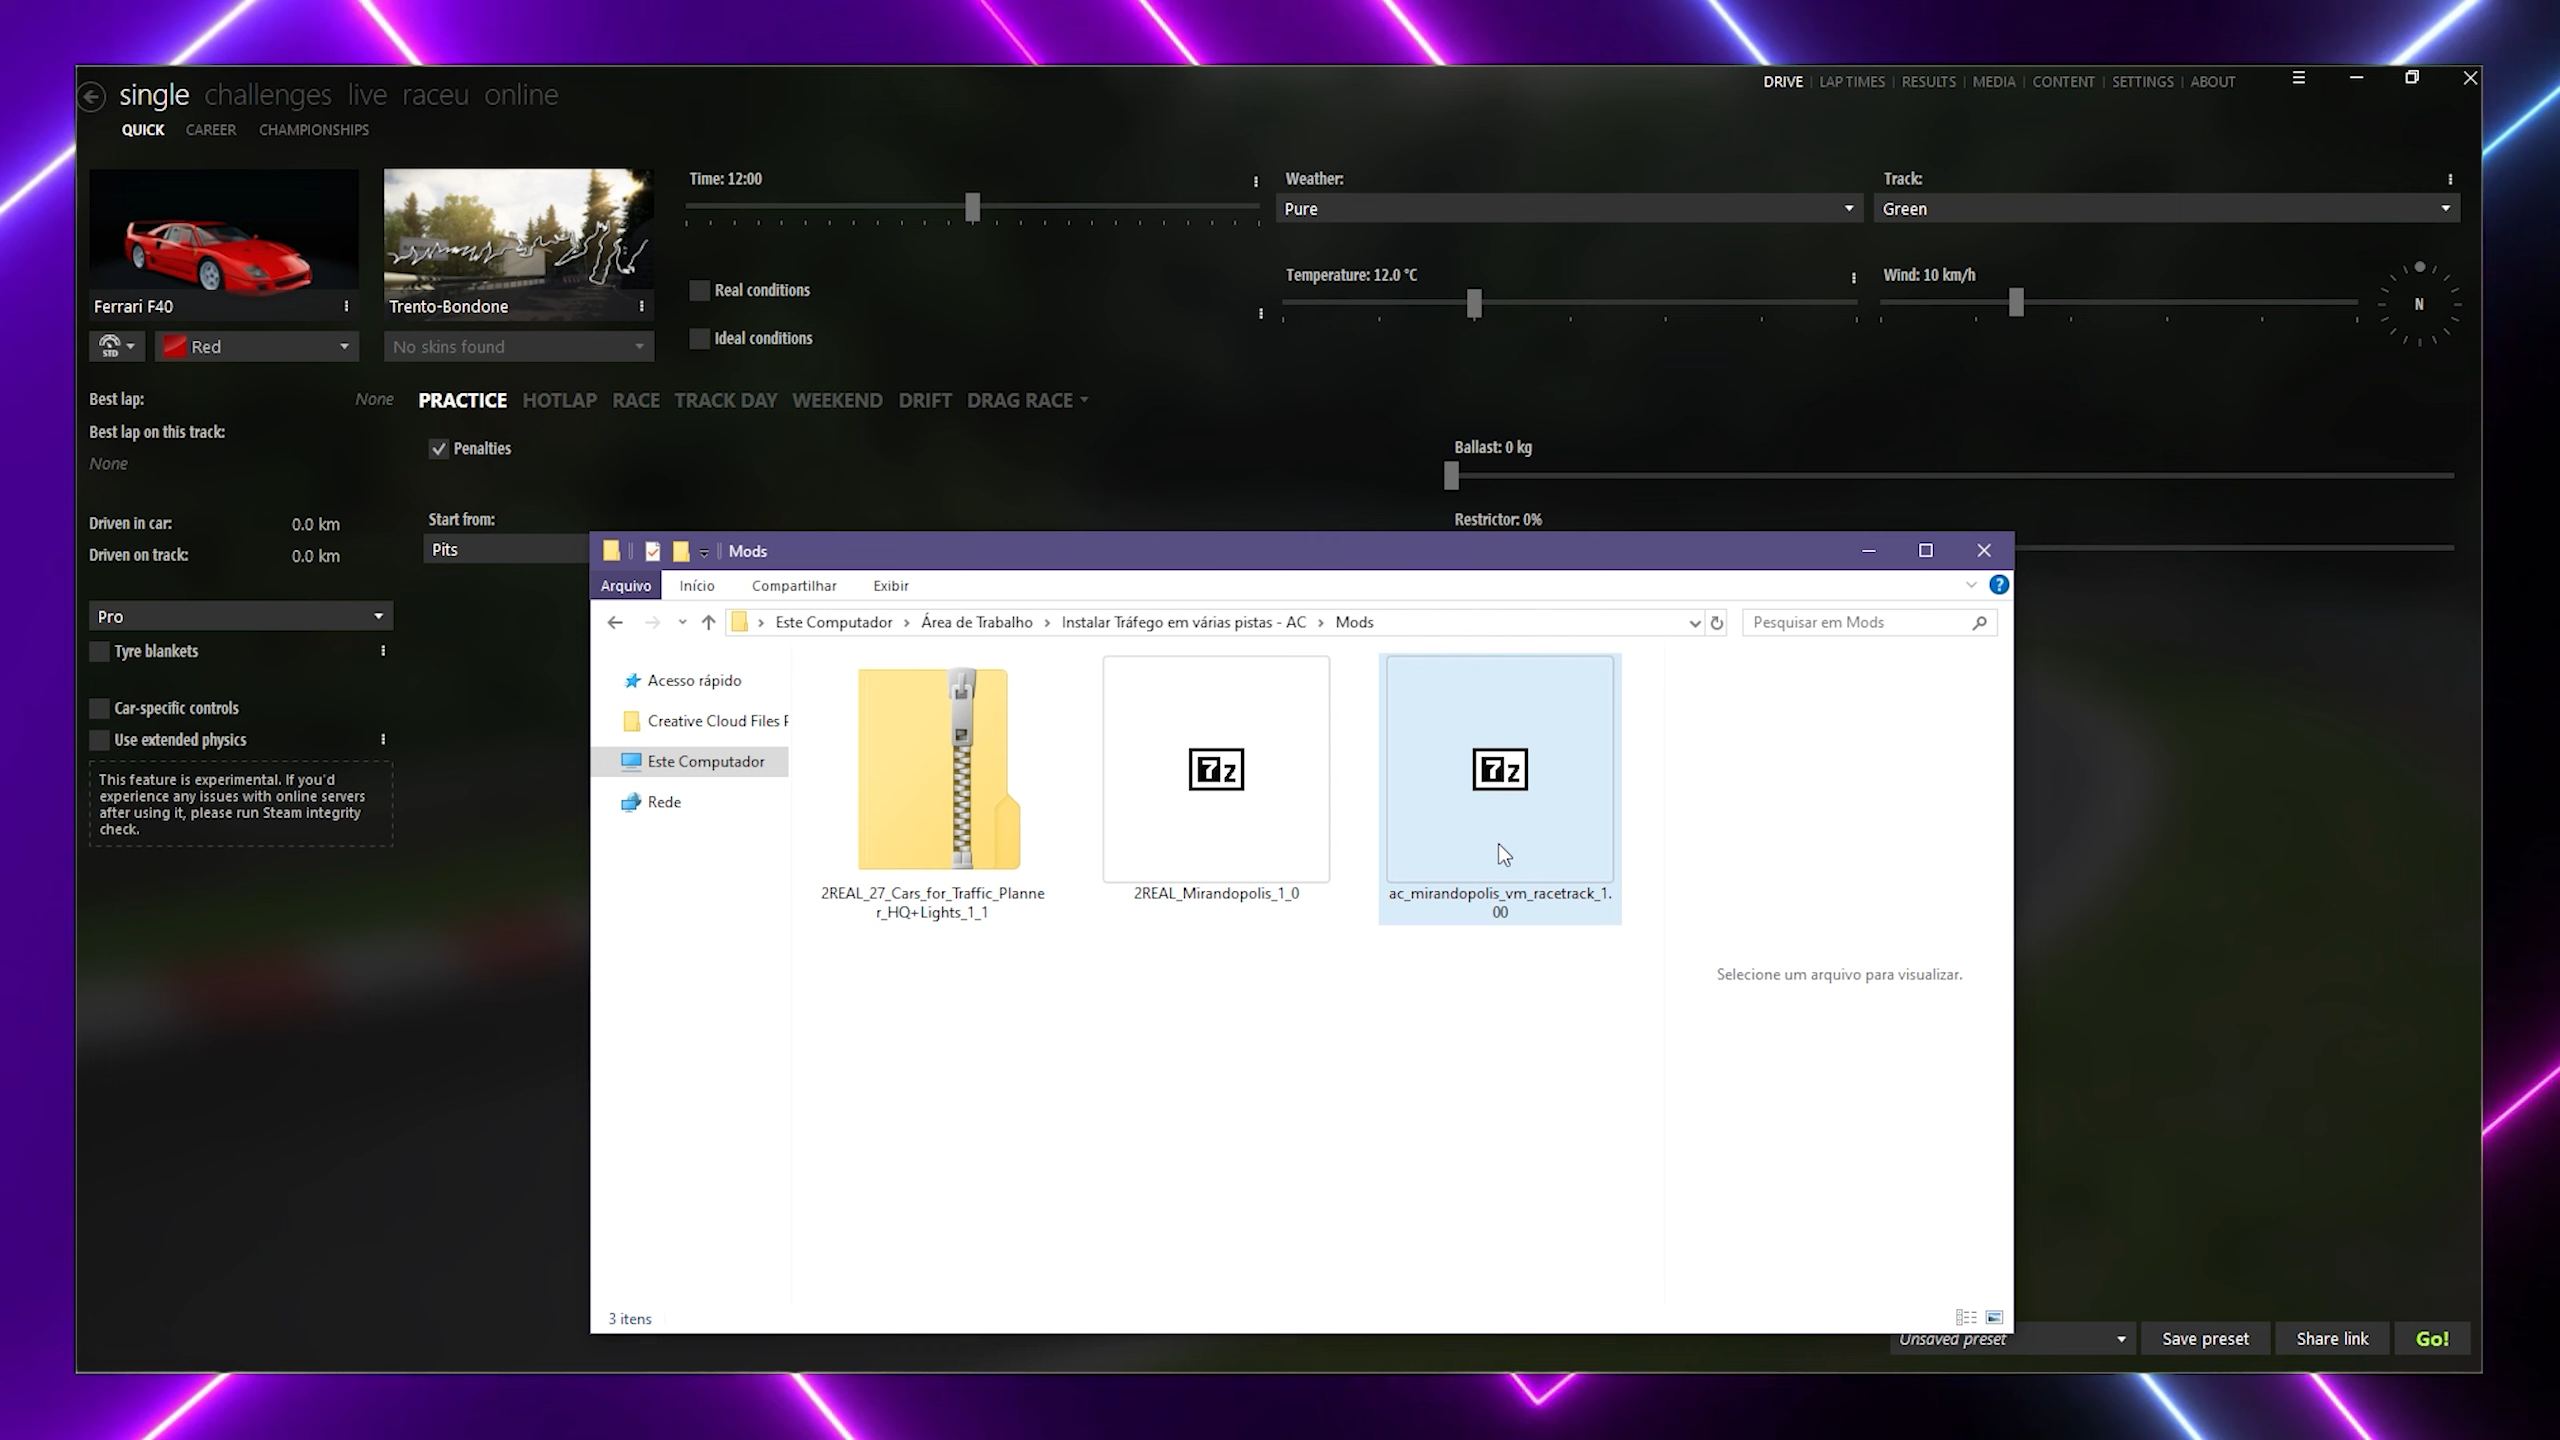 single challenges live raceu online
DRIVE | LAP TIMES | RESULTS | MEDIA | CONTENT | SETTINGS | ABOUT
QUICK CAREER CHAMPIONSHIPS
Ferrari F40
Trento-Bondone
STD
Red
No skins found
Time: 12:00
Real conditions
Ideal conditions
Weather:
Pure
Track:
Green
Temperature: 12.0 °C
Wind: 10 km/h
N
Best lap: None
Best lap on this track:
None
Driven in car: 0.0 km
Driven on track: 0.0 km
Pro
Tyre blankets
Car-specific controls
Use extended physics
This feature is experimental. If you'd
experience any issues with online servers
after using it, please run Steam integrity
check.
PRACTICE HOTLAP RACE TRACK DAY WEEKEND DRIFT DRAG RACE
Penalties
Start from:
Pits
Ballast: 0 kg
Restrictor: 0%
Mods
Arquivo Início Compartilhar Exibir
?
Este Computador Área de Trabalho Instalar Tráfego em várias pistas - AC Mods
Pesquisar em Mods
Acesso rápido
Creative Cloud Files
Este Computador
Rede
2REAL_27_Cars_for_Traffic_Planne
r_HQ+Lights_1_1
7z
2REAL_Mirandopolis_1_0
7z
ac_mirandopolis_vm_racetrack_1.
00
Selecione um arquivo para visualizar.
3 itens
Unsaved preset
Save preset
Share link
Go!